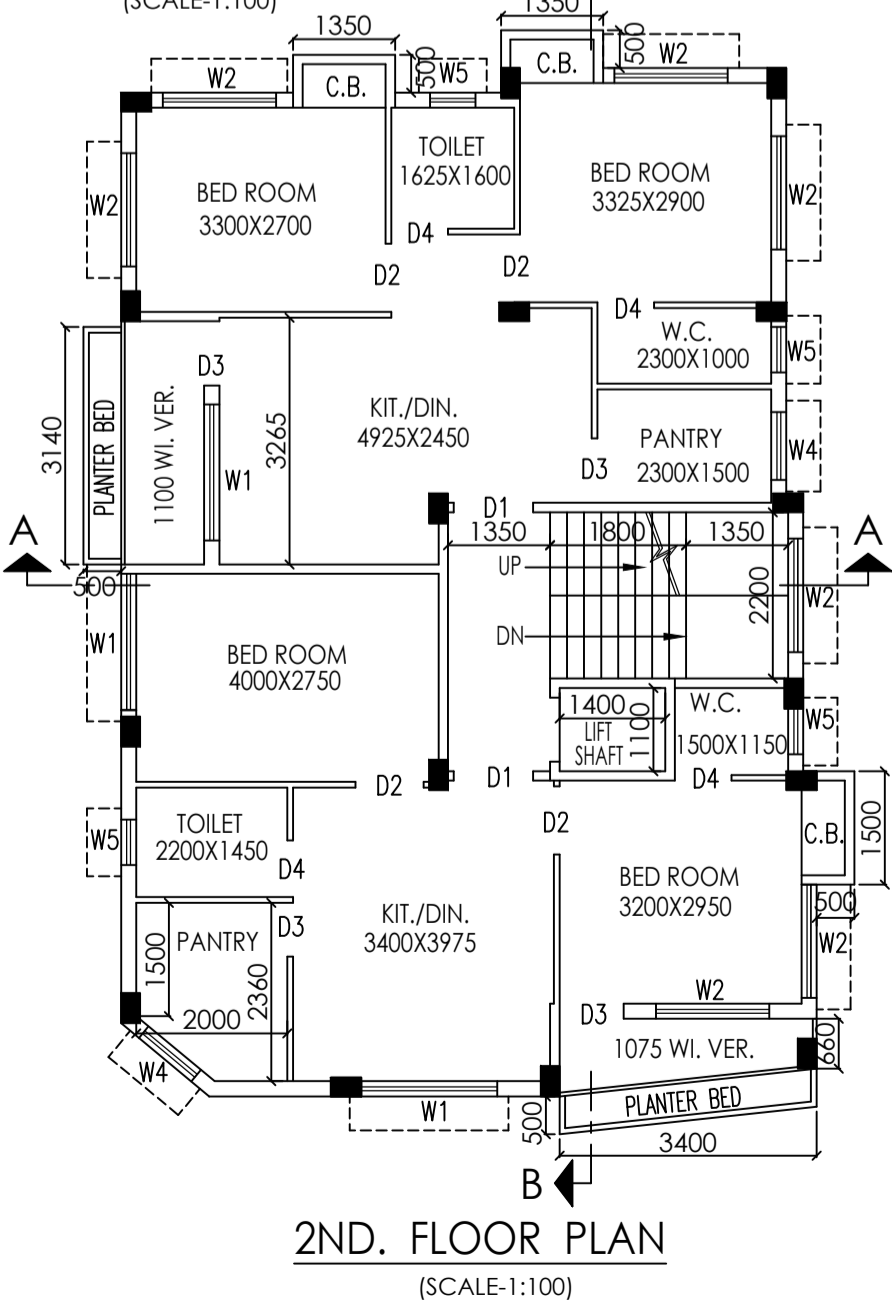 (SCALE-1:100)
1350
1350
500
500
W2
C.B.
W5
C.B.
W2
TOILET
1625X1600
BED ROOM
3300X2700
BED ROOM
3325X2900
W2
W2
D4
D2
D2
D4
W.C.
2300X1000
W5
D3
KIT./DIN.
4925X2450
PANTRY
2300X1500
W4
3140
PLANTER BED
1100 WI. VER.
W1
3265
D3
D1
A
1350
1800
1350
A
UP
DN
2200
W2
500
W1
BED ROOM
4000X2750
1400
LIFT
SHAFT
1100
W.C.
1500X1150
W5
D2
D1
D4
TOILET
2200X1450
W5
D4
D2
C.B.
1500
BED ROOM
3200X2950
500
W2
KIT./DIN.
3400X3975
D3
PANTRY
1500
2360
2000
W2
D3
1075 WI. VER.
660
W4
W1
PLANTER BED
500
3400
B
2ND. FLOOR PLAN
(SCALE-1:100)